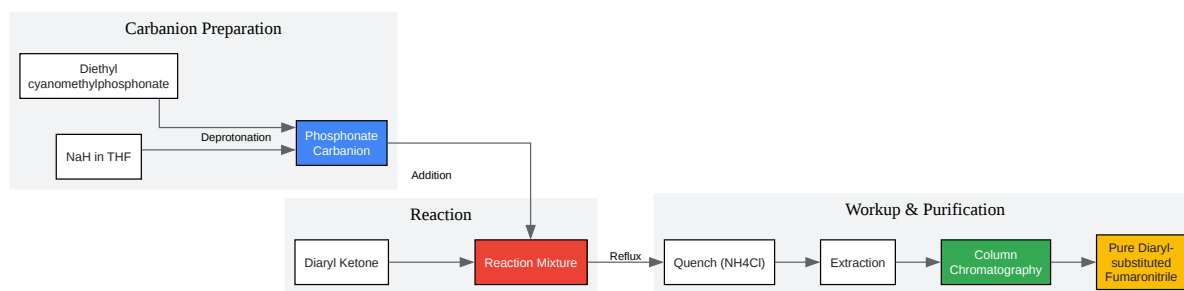 Carbanion Preparation
Diethyl
cyanomethylphosphonate
Deprotonation
NaH in THF
Phosphonate
Carbanion
Addition
Reaction
Diaryl Ketone
Reaction Mixture
Reflux
Workup & Purification
Quench (NH4Cl)
Extraction
Column
Chromatography
Pure Diaryl-
substituted
Fumaronitrile